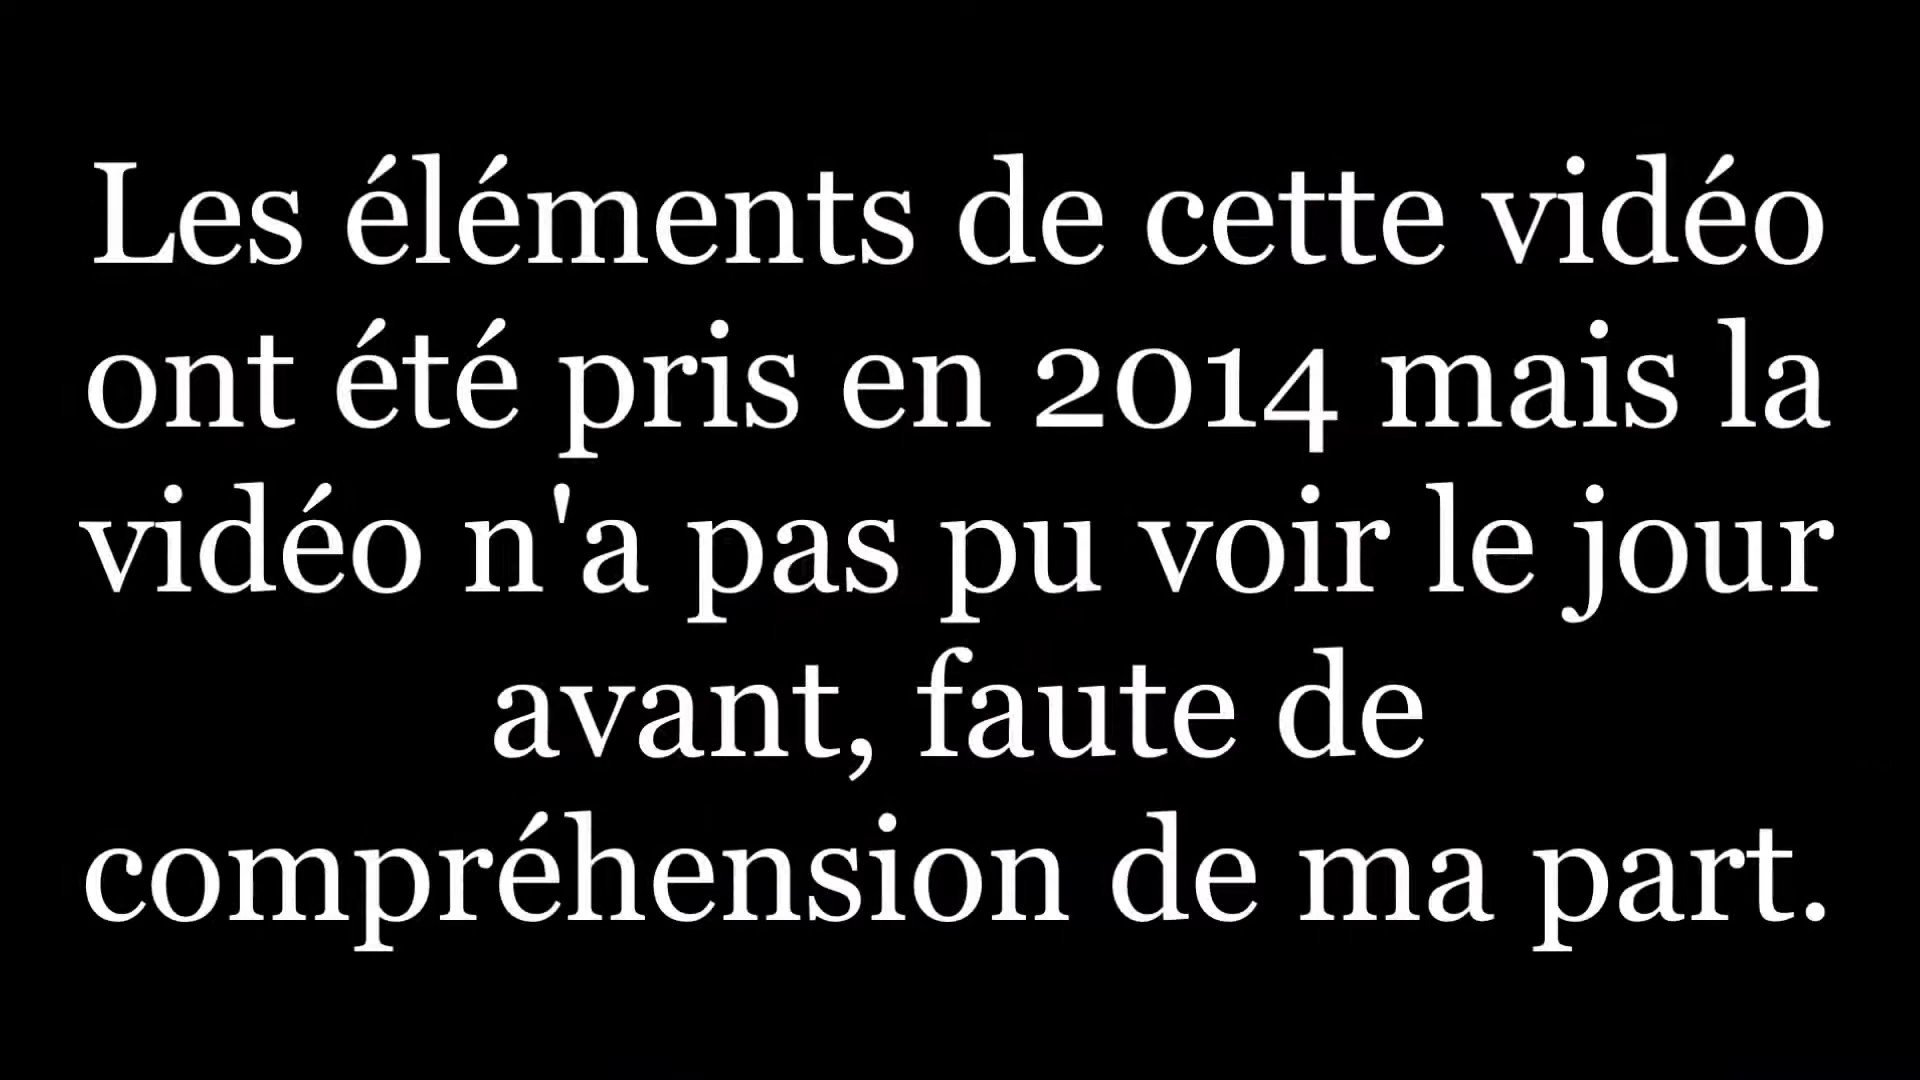 Les éléments de cette vidéo
ont été pris en 2014 mais la
vidéo n'a pas pu voir le jour
avant, faute de
compréhension de ma part.